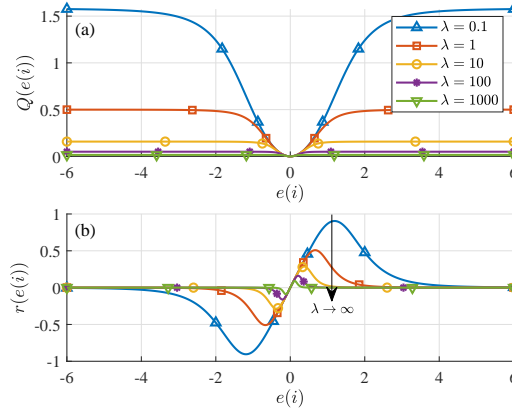 1.5
1
0.5
0
Q(e(i))
(a)
λ = 0.1
λ = 1
λ = 10
λ = 100
λ = 1000
-6 -4 -2 0 2 4 6
e(i)
1
0.5
0
-0.5
-1
r(e(i))
(b)
λ → ∞
-6 -4 -2 0 2 4 6
e(i)